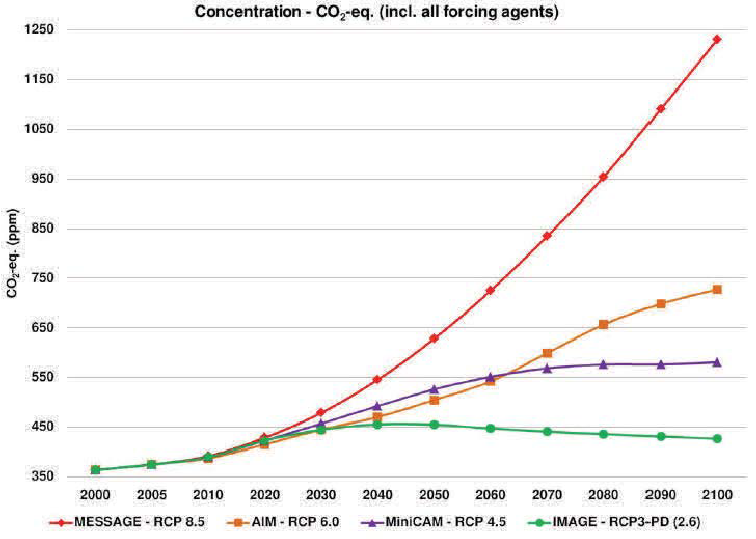 Concentration - CO₂-eq. (incl. all forcing agents)
1250
1150
1050
950
850
750
650
550
450
350
CO₂-eq. (ppm)
2000 2005 2010 2020 2030 2040 2050 2060 2070 2080 2090 2100
MESSAGE - RCP 8.5 AIM - RCP 6.0 MiniCAM - RCP 4.5 IMAGE - RCP3-PD (2.6)